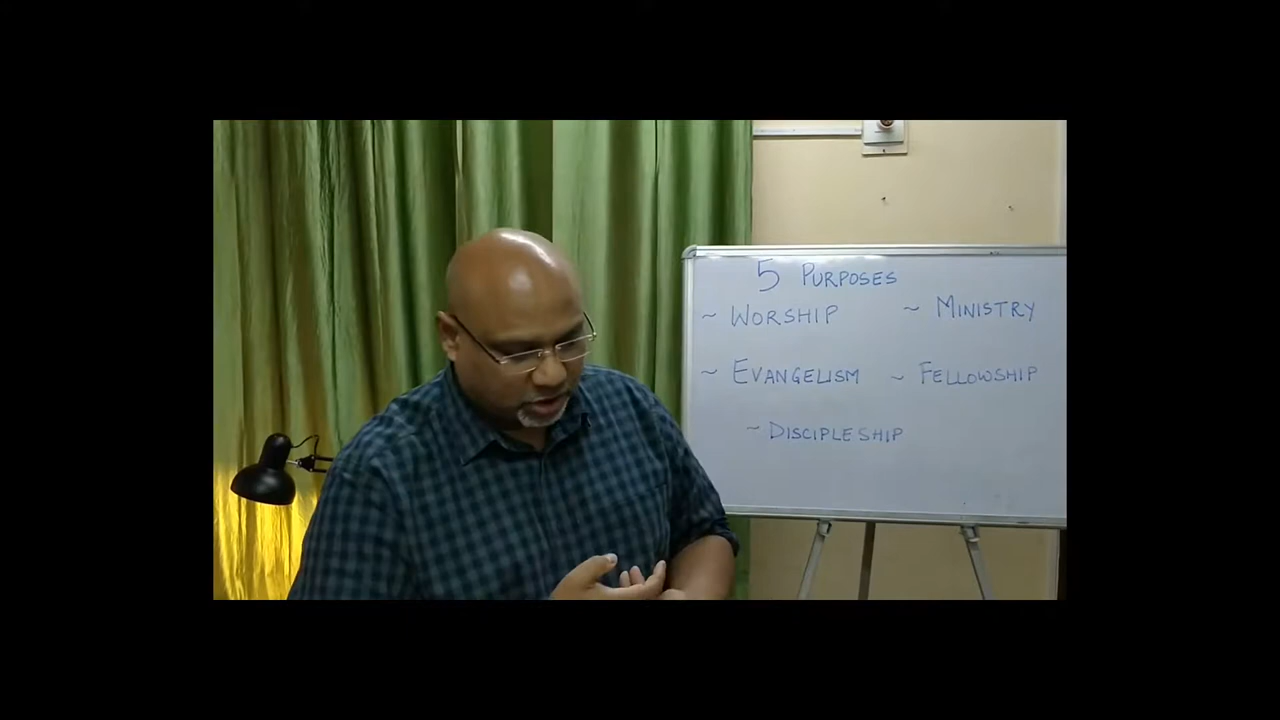 5 PURPOSES
~ WORSHIP ~ MINISTRY
~ EVANGELISM ~ FELLOWSHIP
~ DISCIPLESHIP